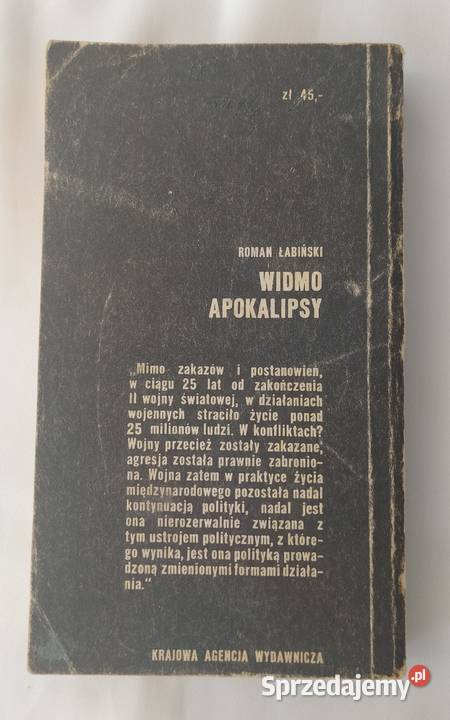 zł 45,-
ROMAN ŁABIŃSKI
WIDMO
APOKALIPSY
„Mimo zakazów i postanowień,
w ciągu 25 lat od zakończenia
II wojny światowej, w działaniach
wojennych straciło życie ponad
25 milionów ludzi. W konfliktach?
Wojny przecież zostały zakazane,
agresja została prawnie zabronio-
na. Wojna zatem w praktyce życia
międzynarodowego pozostała nadal
kontynuacją polityki, nadal jest
ona nierozerwalnie związana z
tym ustrojem politycznym, z które-
go wynika, jest ona polityką prowa-
dzoną zmienionymi formami działa-
nia."
KRAJOWA AGENCJA WYDAWNICZA
Sprzedajemy.pl